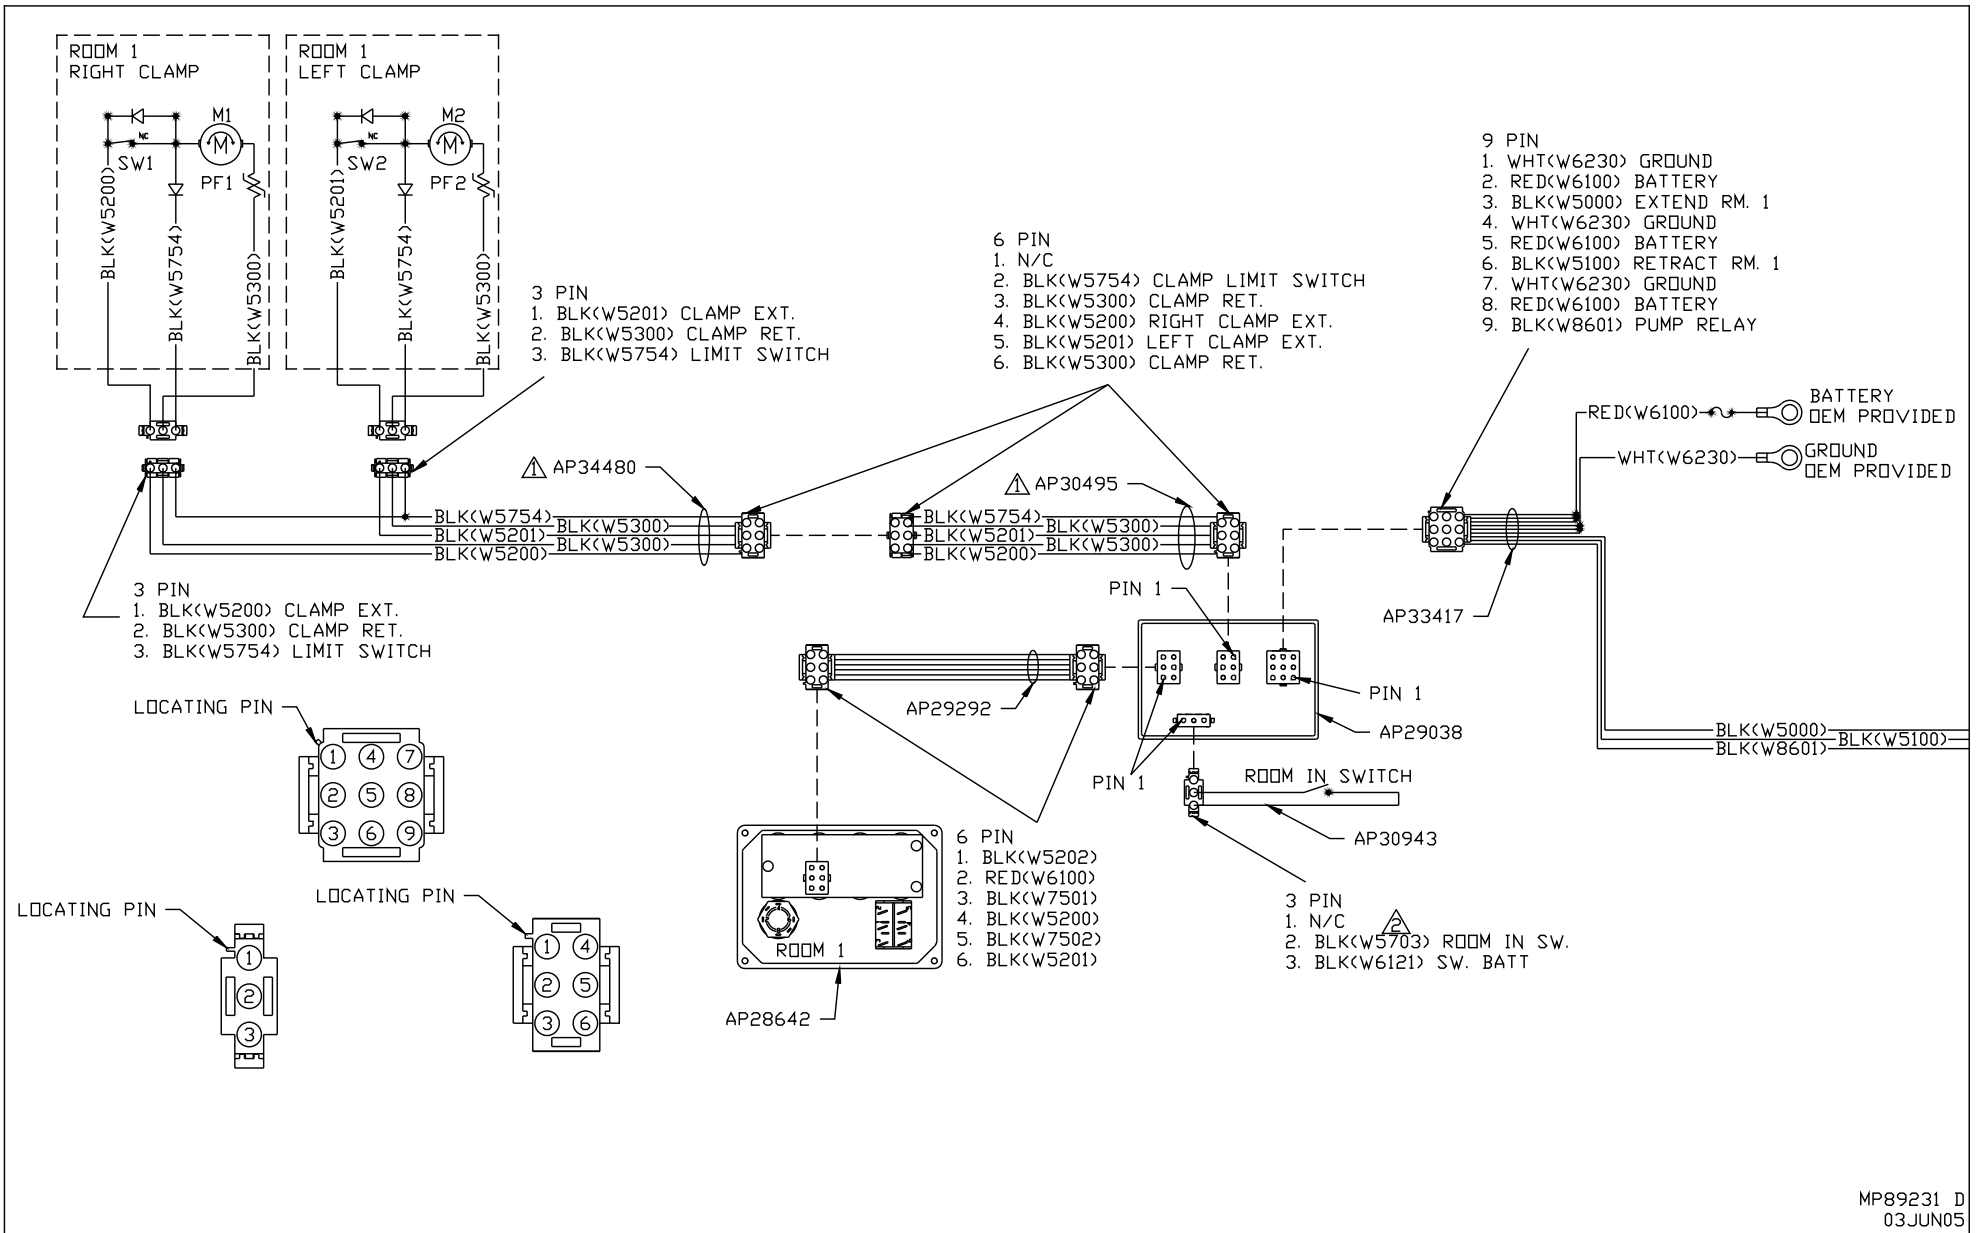 ROOM 1
RIGHT CLAMP
M1
NC
SW1
PF1
BLK(W5200)
BLK(W5754)
BLK(W5300)
ROOM 1
LEFT CLAMP
M2
NC
SW2
PF2
BLK(W5201)
BLK(W5754)
BLK(W5300)
M
M
3 PIN
1. BLK(W5201) CLAMP EXT.
2. BLK(W5300) CLAMP RET.
3. BLK(W5754) LIMIT SWITCH
6 PIN
1. N/C
2. BLK(W5754) CLAMP LIMIT SWITCH
3. BLK(W5300) CLAMP RET.
4. BLK(W5200) RIGHT CLAMP EXT.
5. BLK(W5201) LEFT CLAMP EXT.
6. BLK(W5300) CLAMP RET.
9 PIN
1. WHT(W6230) GROUND
2. RED(W6100) BATTERY
3. BLK(W5000) EXTEND RM. 1
4. WHT(W6230) GROUND
5. RED(W6100) BATTERY
6. BLK(W5100) RETRACT RM. 1
7. WHT(W6230) GROUND
8. RED(W6100) BATTERY
9. BLK(W8601) PUMP RELAY
RED(W6100)
BATTERY
OEM PROVIDED
WHT(W6230)
GROUND
OEM PROVIDED
1 AP34480
1 AP30495
BLK(W5754)
BLK(W5300)
BLK(W5201)
BLK(W5300)
BLK(W5200)
BLK(W5754)
BLK(W5300)
BLK(W5201)
BLK(W5300)
BLK(W5200)
3 PIN
1. BLK(W5200) CLAMP EXT.
2. BLK(W5300) CLAMP RET.
3. BLK(W5754) LIMIT SWITCH
PIN 1
AP33417
AP29292
PIN 1
AP29038
PIN 1
BLK(W5000)
BLK(W5100)
BLK(W8601)
ROOM IN SWITCH
AP30943
LOCATING PIN
1 4 7
2 5 8
3 6 9
LOCATING PIN
1
2
3
LOCATING PIN
1 4
2 5
3 6
ROOM 1
AP28642
6 PIN
1. BLK(W5202)
2. RED(W6100)
3. BLK(W7501)
4. BLK(W5200)
5. BLK(W7502)
6. BLK(W5201)
3 PIN
1. N/C
2
2. BLK(W5703) ROOM IN SW.
3. BLK(W6121) SW. BATT
MP89231 D
03JUN05